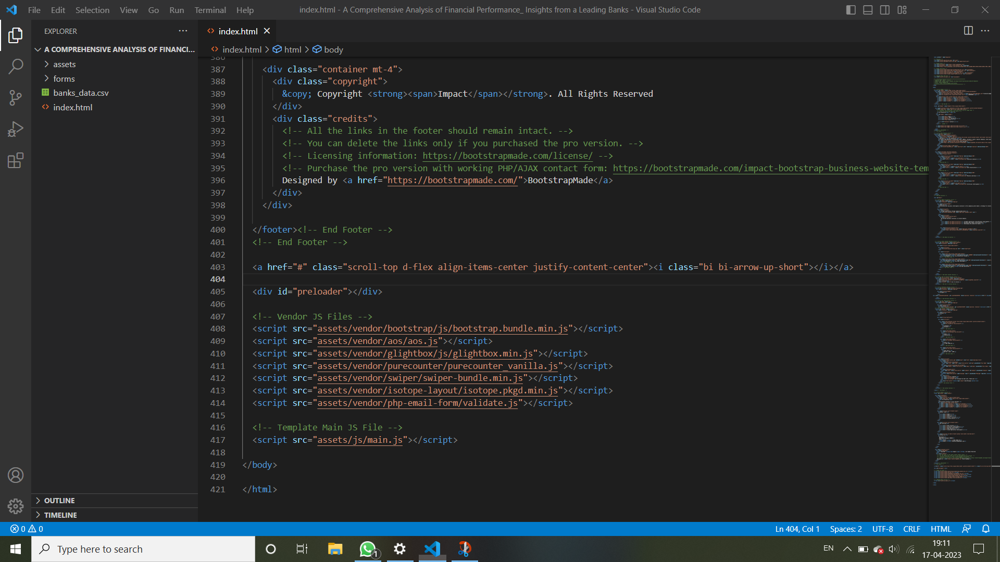 File Edit Selection View Go Run Terminal Help
index.html - A Comprehensive Analysis of Financial Performance_ Insights from a Leading Banks - Visual Studio Code
EXPLORER
A COMPREHENSIVE ANALYSIS OF FINANCI...
assets
forms
banks_data.csv
index.html
OUTLINE
TIMELINE
index.html
index.html > html > body
386
387 <div class="container mt-4">
388 <div class="copyright">
389 &copy; Copyright <strong><span>Impact</span></strong>. All Rights Reserved
390 </div>
391 <div class="credits">
392 <!-- All the links in the footer should remain intact. -->
393 <!-- You can delete the links only if you purchased the pro version. -->
394 <!-- Licensing information: https://bootstrapmade.com/license/ -->
395 <!-- Purchase the pro version with working PHP/AJAX contact form: https://bootstrapmade.com/impact-bootstrap-business-website-tem
396 Designed by <a href="https://bootstrapmade.com/">BootstrapMade</a>
397 </div>
398 </div>
399
400 </footer><!-- End Footer -->
401 <!-- End Footer -->
402
403 <a href="#" class="scroll-top d-flex align-items-center justify-content-center"><i class="bi bi-arrow-up-short"></i></a>
404
405 <div id="preloader"></div>
406
407 <!-- Vendor JS Files -->
408 <script src="assets/vendor/bootstrap/js/bootstrap.bundle.min.js"></script>
409 <script src="assets/vendor/aos/aos.js"></script>
410 <script src="assets/vendor/glightbox/js/glightbox.min.js"></script>
411 <script src="assets/vendor/purecounter/purecounter_vanilla.js"></script>
412 <script src="assets/vendor/swiper/swiper-bundle.min.js"></script>
413 <script src="assets/vendor/isotope-layout/isotope.pkgd.min.js"></script>
414 <script src="assets/vendor/php-email-form/validate.js"></script>
415
416 <!-- Template Main JS File -->
417 <script src="assets/js/main.js"></script>
418
419 </body>
420
421 </html>
0 0
Ln 404, Col 1 Spaces: 2 UTF-8 CRLF HTML
Type here to search
1
EN
19:11
17-04-2023